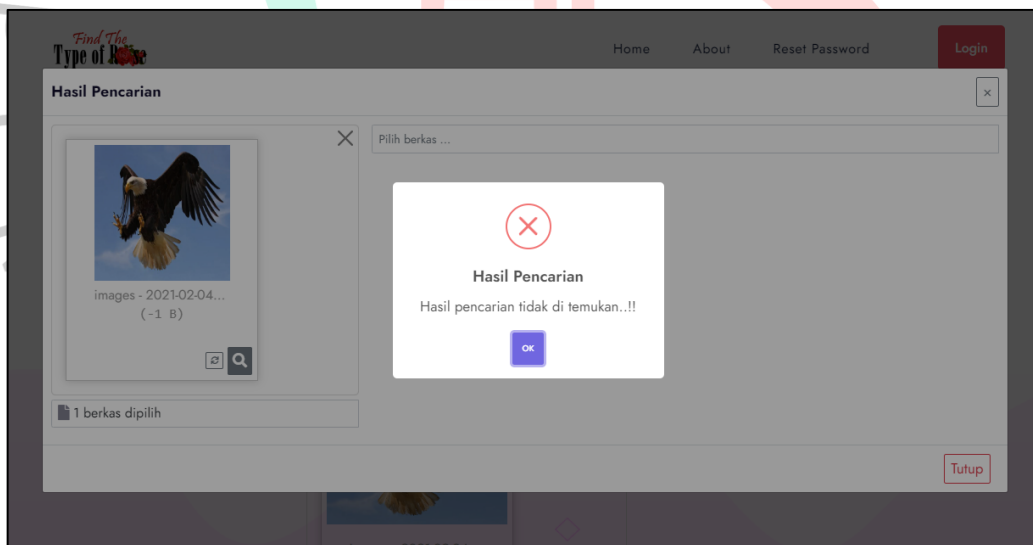 Find The
Type of Rose
Home About Reset Password Login
Hasil Pencarian
×
Pilih berkas ...
images - 2021-02-04...
(-1 B)
1 berkas dipilih
Hasil Pencarian
Hasil pencarian tidak di temukan..!!
OK
Tutup